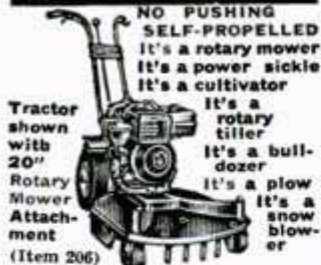 NO PUSHING
SELF-PROPELLED
It's a rotary mower
It's a power sickle
It's a cultivator
It's a
rotary
tiller
It's a bull-
dozer
It's a plow
It's a
snow
blow-
er
Tractor
shown
with
20"
Rotary
Mower
Attach-
ment
(Item 206)